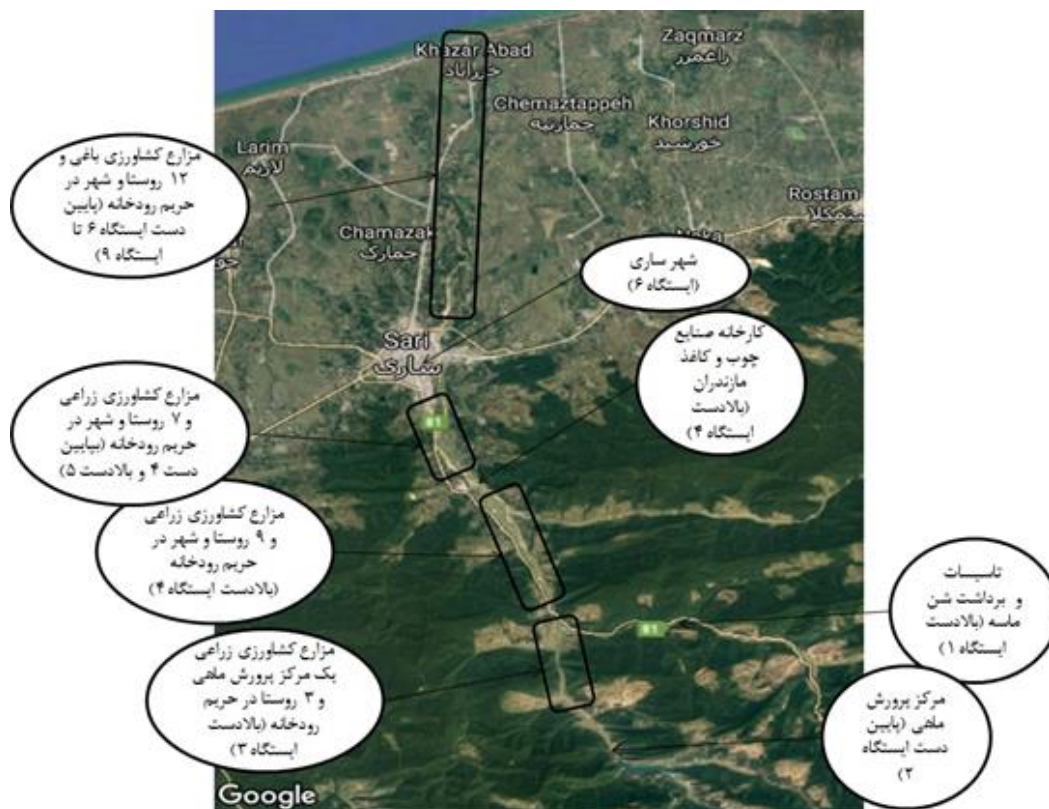 Khazar Abad
خزرآباد
Zaqmarz
زاغمرز
Chemaztappeh
Khorshid
خورشید
Larim
لاریم
Rostam
Chamazak
جمارک
Neka
مزارع کشاورزی باغی و
۱۲ روستا و شهر در
حریم رودخانه (پایین
دست ایستگاه ۶ تا
ایستگاه ۹)
شهر ساری
(ایستگاه ۶)
Sari
ساری
کارخانه صنایع
چوب و کاغذ
مازندران
(بالادست
ایستگاه ۴)
مزارع کشاورزی زراعی
و ۷ روستا و شهر در
حریم رودخانه (بپایین
دست ۴ و بالادست ۵)
81
مزارع کشاورزی زراعی
و ۹ روستا و شهر در
حریم رودخانه
(بالادست ایستگاه ۴)
تاسیسات
و برداشت شن
ماسه (بالادست
ایستگاه ۱)
81
مزارع کشاورزی زراعی
یک مرکز پرورش ماهی
و ۳ روستا در حریم
رودخانه (بالادست
ایستگاه ۳)
مرکز پرورش
ماهی (پایین
دست ایستگاه
۲)
Google